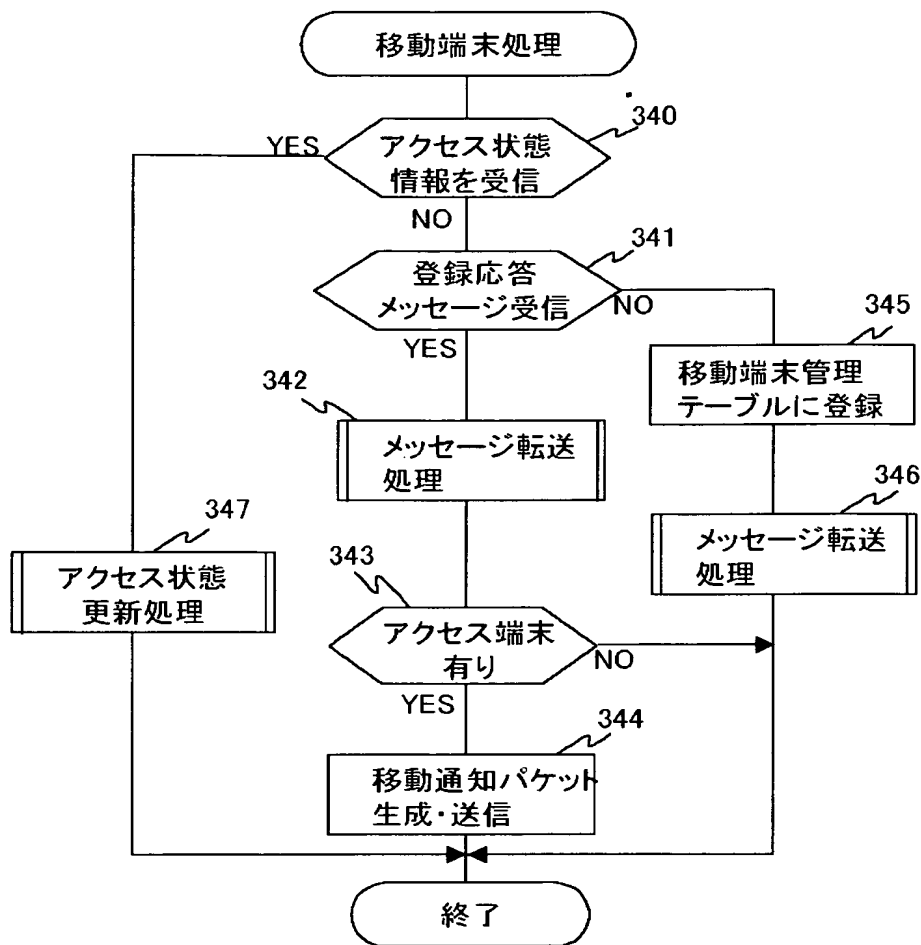 移動端末処理
340
YES
アクセス状態
情報を受信
NO
341
登録応答
メッセージ受信
NO
YES
345
移動端末管理
テーブルに登録
342
メッセージ転送
処理
346
メッセージ転送
処理
347
アクセス状態
更新処理
343
アクセス端末
有り
NO
YES
344
移動通知パケット
生成・送信
終了